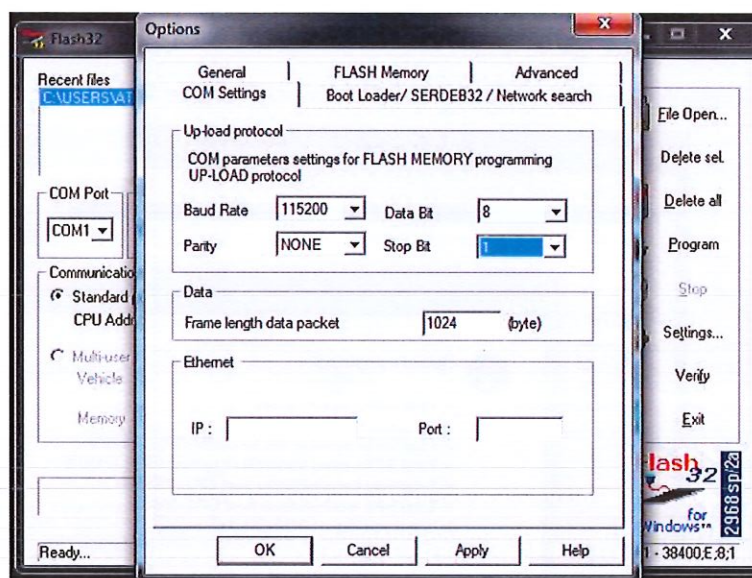 Flash32
Options
X
X
Recent files
C:\USERS\AT
COM Port
COM1
Communicatio
Standard p
CPU Addr
Multi-user
Vehicle
Memory
Ready...
General
FLASH Memory
Advanced
COM Settings
Boot Loader/ SERDEB32 / Network search
Up-load protocol
COM parameters settings for FLASH MEMORY programming
UP-LOAD protocol
Baud Rate
115200
Data Bit
8
Parity
NONE
Stop Bit
1
Data
Frame length data packet
1024
(byte)
Ethernet
IP :
Port :
OK
Cancel
Apply
Help
File Open...
Delete sel.
Delete all
Program
Stop
Settings...
Verify
Exit
lash
32
for
Windows™
2968 sp/2a
1 - 38400;E;8;1